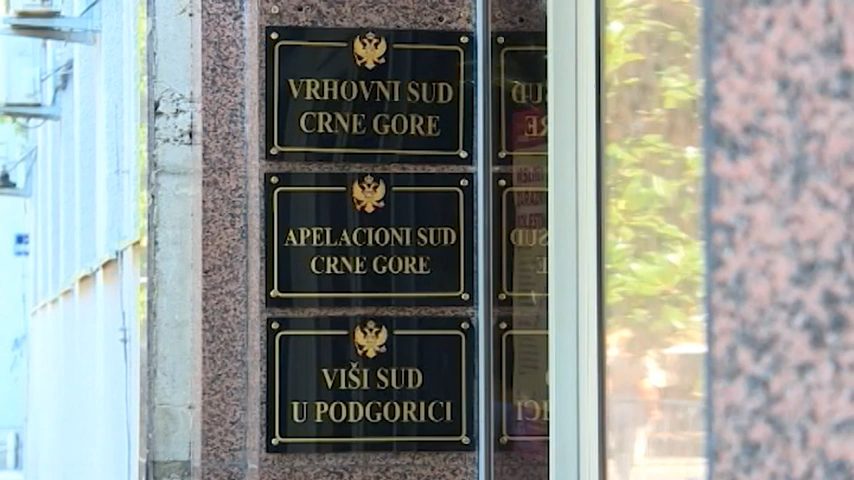 VRHOVNI SUD
CRNE GORE
APELACIONI SUD
CRNE GORE
VIŠI SUD
U PODGORICI